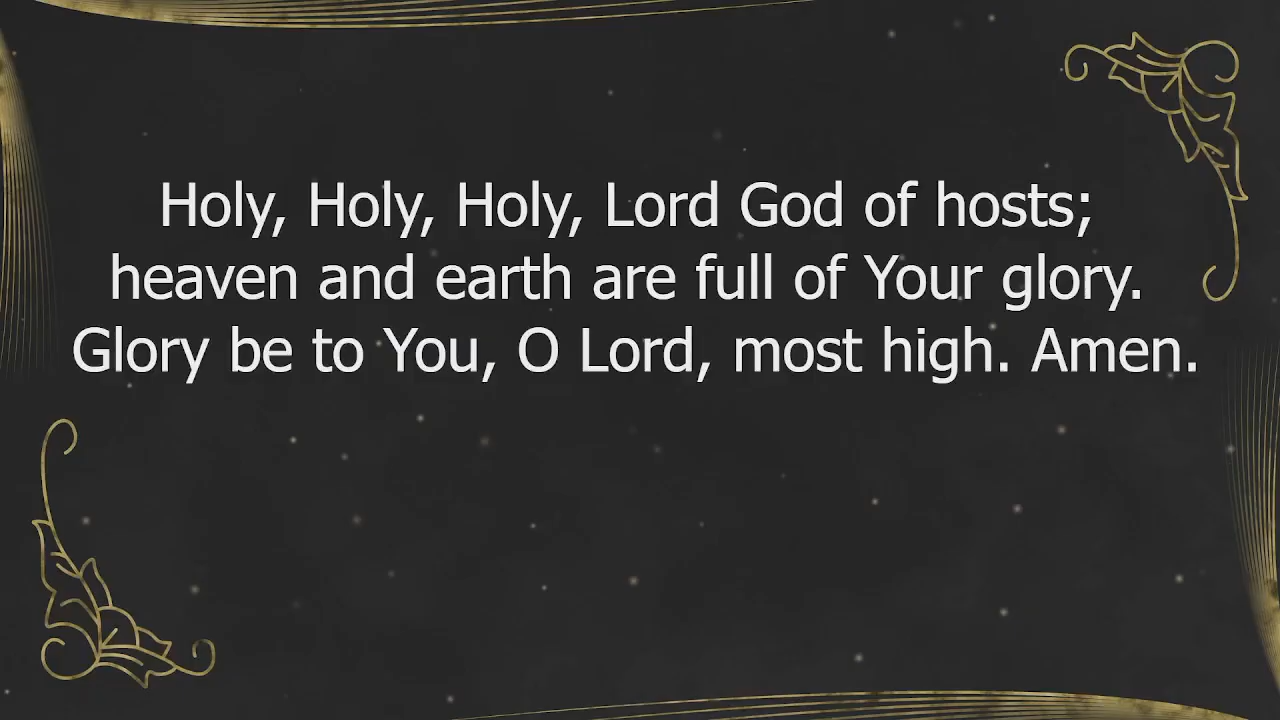 Holy, Holy, Holy, Lord God of hosts;
heaven and earth are full of Your glory.
Glory be to You, O Lord, most high. Amen.